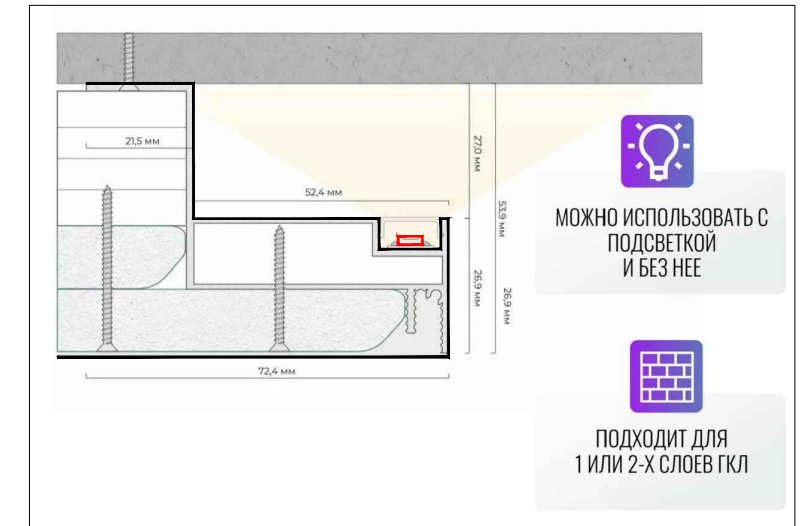 21,5 мм
27,0 мм
52,4 мм
53,9 мм
26,9 мм
26,9 мм
72,4 мм
МОЖНО ИСПОЛЬЗОВАТЬ С
ПОДСВЕТКОЙ
И БЕЗ НЕЕ
ПОДХОДИТ ДЛЯ
1 ИЛИ 2-Х СЛОЕВ ГКЛ